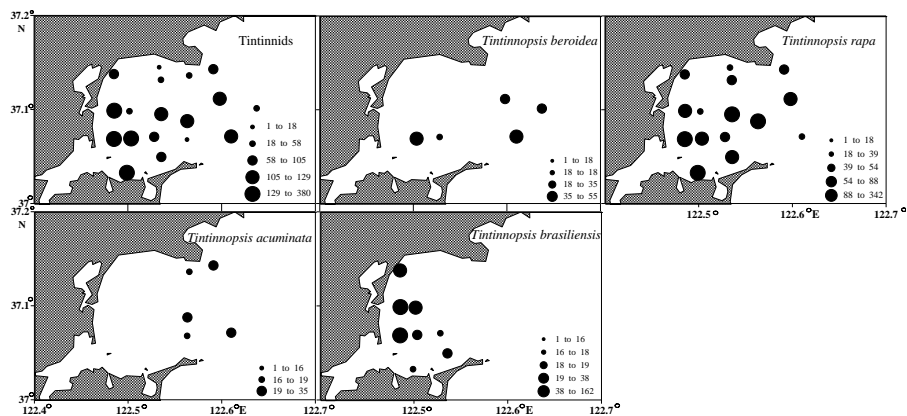 37.2°
N
37.1°
37°
Tintinnids
1 to 18
18 to 58
58 to 105
105 to 129
129 to 380
Tintinnopsis beroidea
1 to 18
18 to 18
18 to 35
35 to 55
Tintinnopsis rapa
1 to 18
18 to 39
39 to 54
54 to 88
88 to 342
122.5° 122.6°E 122.7°
37.2°
N
37.1°
37°
Tintinnopsis acuminata
1 to 16
16 to 19
19 to 35
122.4° 122.5° 122.6° 122.7°
Tintinnopsis brasiliensis
1 to 16
16 to 18
18 to 19
19 to 38
38 to 162
122.5° 122.6° 122.7°